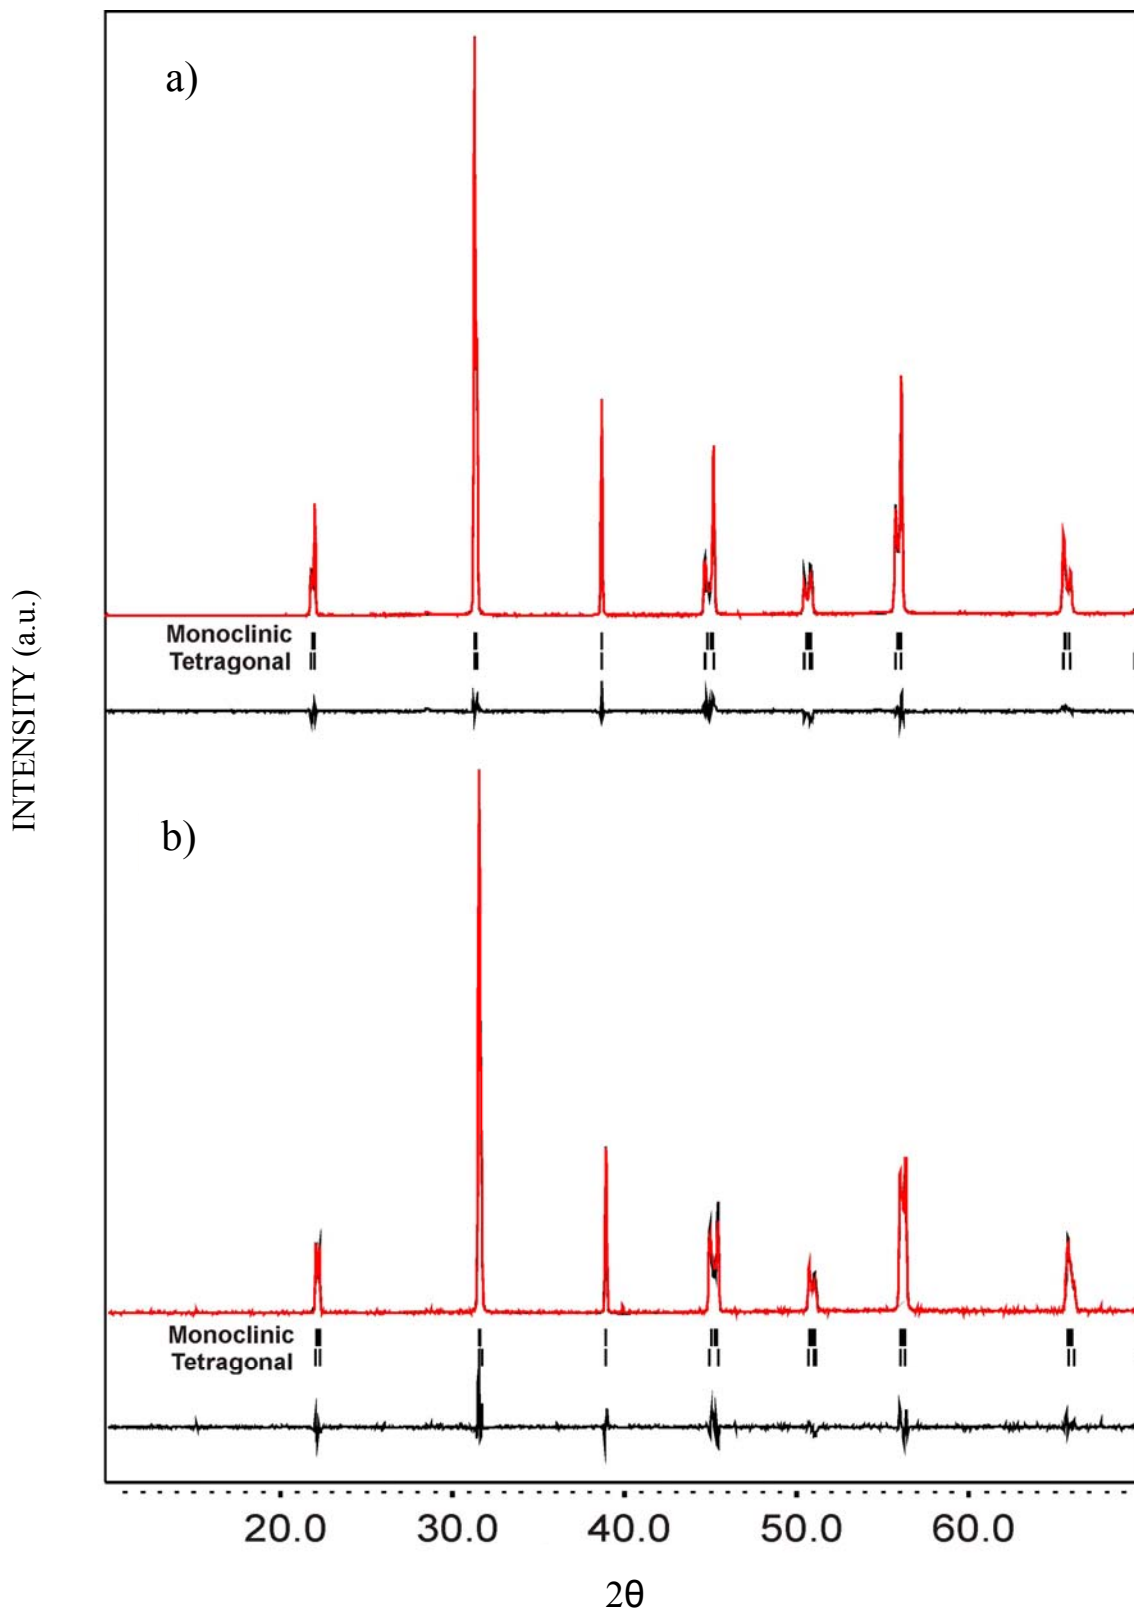 a)
INTENSITY (a.u.)
Monoclinic
Tetragonal
b)
Monoclinic
Tetragonal
20.0 30.0 40.0 50.0 60.0
2θ